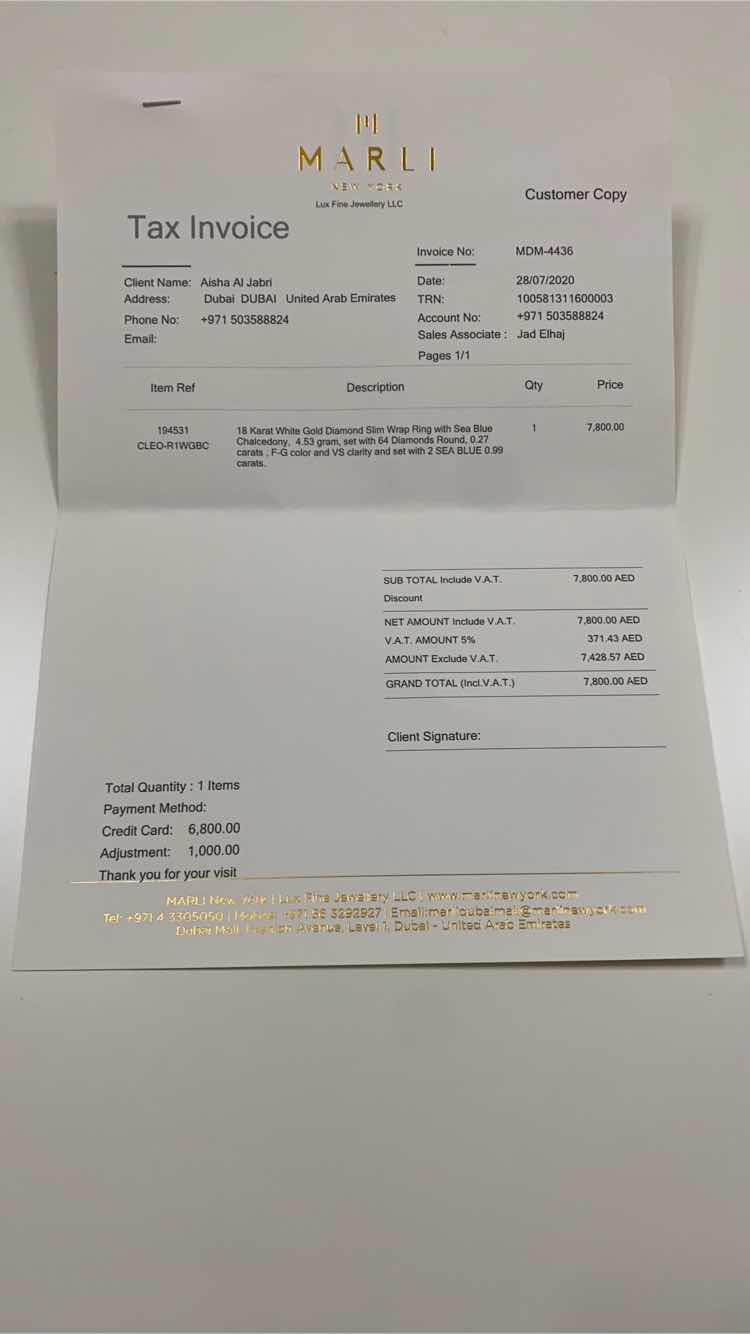 MARLI
NEW YORK
Lux Fine Jewellery LLC
Customer Copy
Tax Invoice
Invoice No: MDM-4436
Client Name: Aisha Al Jabri Date: 28/07/2020
Address: Dubai DUBAI United Arab Emirates TRN: 100581311600003
Phone No: +971 503588824 Account No: +971 503588824
Email: Sales Associate : Jad Elhaj
Pages 1/1
Item Ref Description Qty Price
194531 18 Karat White Gold Diamond Slim Wrap Ring with Sea Blue 1 7,800.00
CLEO-R1WGBC Chalcedony, 4.53 gram, set with 64 Diamonds Round, 0.27
carats , F-G color and VS clarity and set with 2 SEA BLUE 0.99
carats.
SUB TOTAL Include V.A.T. 7,800.00 AED
Discount
NET AMOUNT Include V.A.T. 7,800.00 AED
V.A.T. AMOUNT 5% 371.43 AED
AMOUNT Exclude V.A.T. 7,428.57 AED
GRAND TOTAL (Incl.V.A.T.) 7,800.00 AED
Client Signature:
Total Quantity : 1 Items
Payment Method:
Credit Card: 6,800.00
Adjustment: 1,000.00
Thank you for your visit
MARLI New York | Lux Fine Jewellery LLC | www.marlinewyork.com
Tel: +971 4 3305050 | Mobile: 3292927 | Email:marlidubaimall@marlinewyork.com
Dubai Mall, Fashion Avenue, Level 1, Dubai - United Arab Emirates